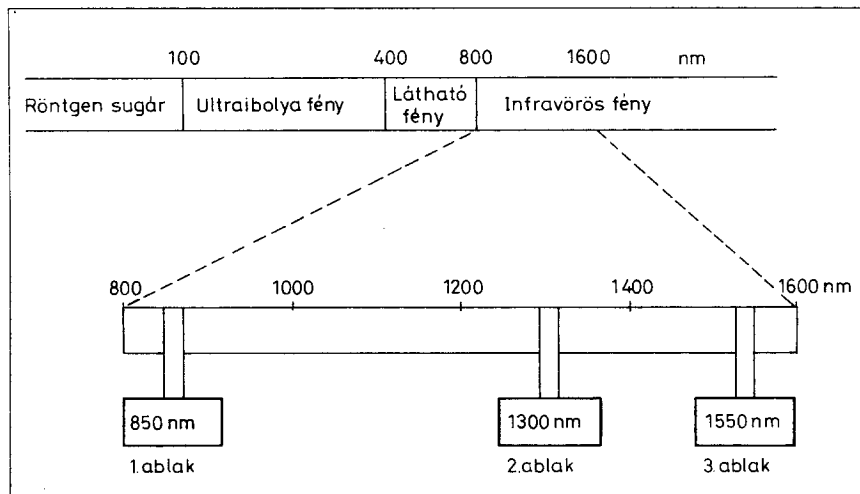 100 400 800 1600 nm
Röntgen sugár Ultraibolya fény Látható fény Infravörös fény
800 1000 1200 1400 1600 nm
850 nm 1300 nm 1550 nm
1. ablak 2. ablak 3. ablak